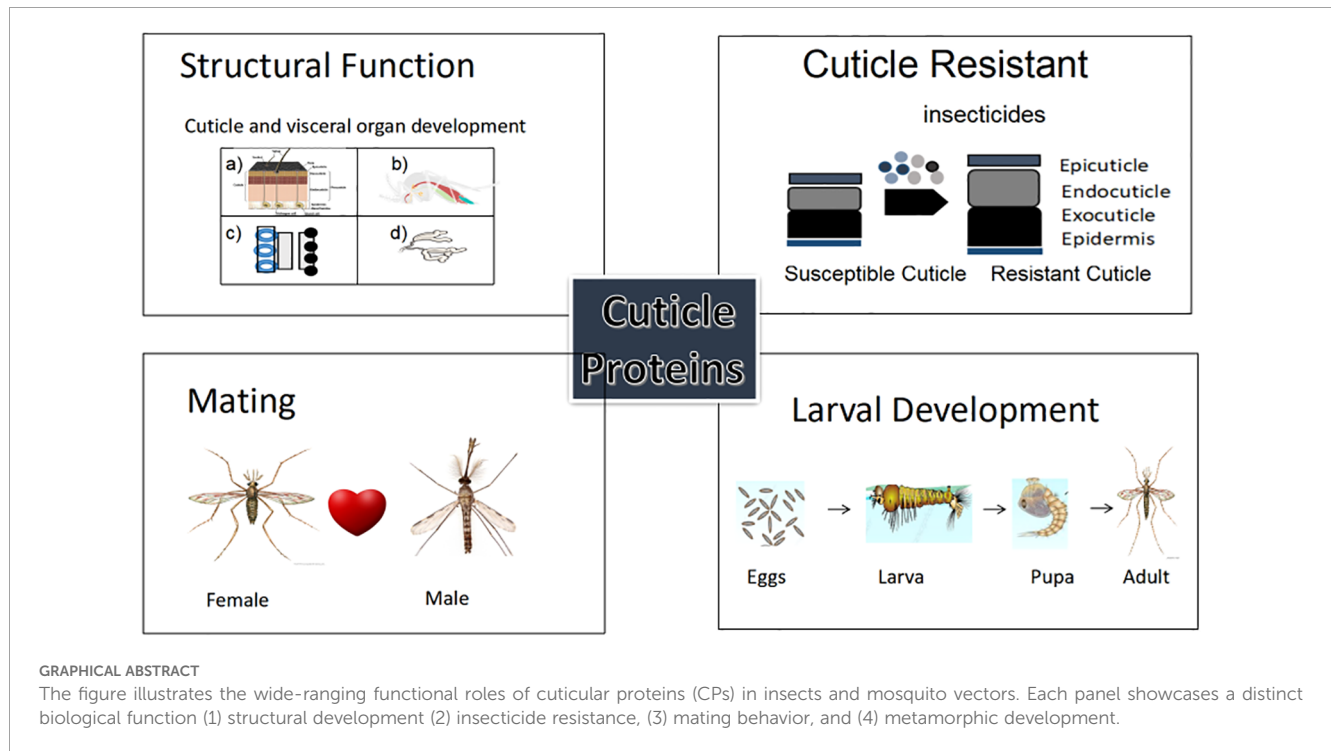 Structural Function
Cuticle and visceral organ development
a)
b)
c)
d)
Cuticle Resistant
insecticides
Epicuticle
Endocuticle
Exocuticle
Epidermis
Susceptible Cuticle
Resistant Cuticle
Cuticle
Proteins
Mating
Female
Male
Larval Development
Eggs
Larva
Pupa
Adult
GRAPHICAL ABSTRACT
The figure illustrates the wide-ranging functional roles of cuticular proteins (CPs) in insects and mosquito vectors. Each panel showcases a distinct
biological function (1) structural development (2) insecticide resistance, (3) mating behavior, and (4) metamorphic development.